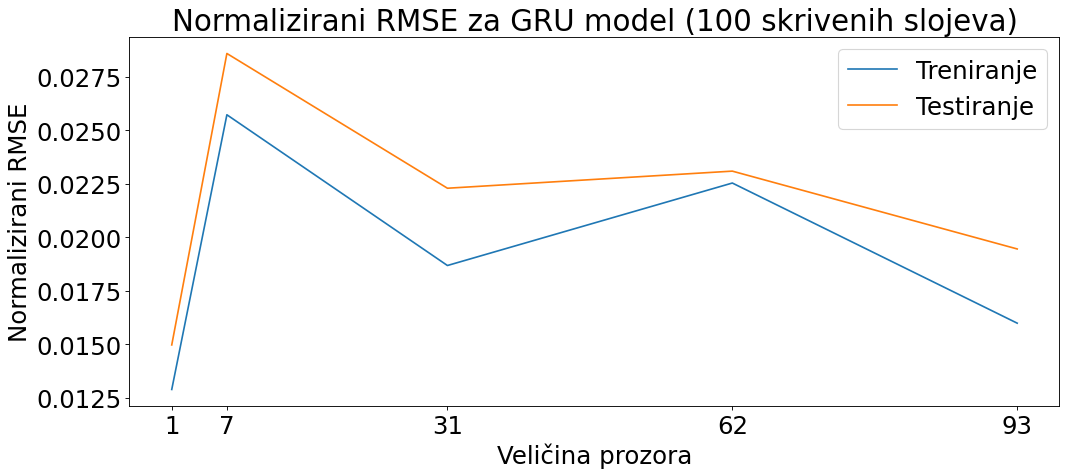 Normalizirani RMSE za GRU model (100 skrivenih slojeva)
Normalizirani RMSE
0.0275
0.0250
0.0225
0.0200
0.0175
0.0150
0.0125
Treniranje
Testiranje
1 7 31 62 93
Veličina prozora